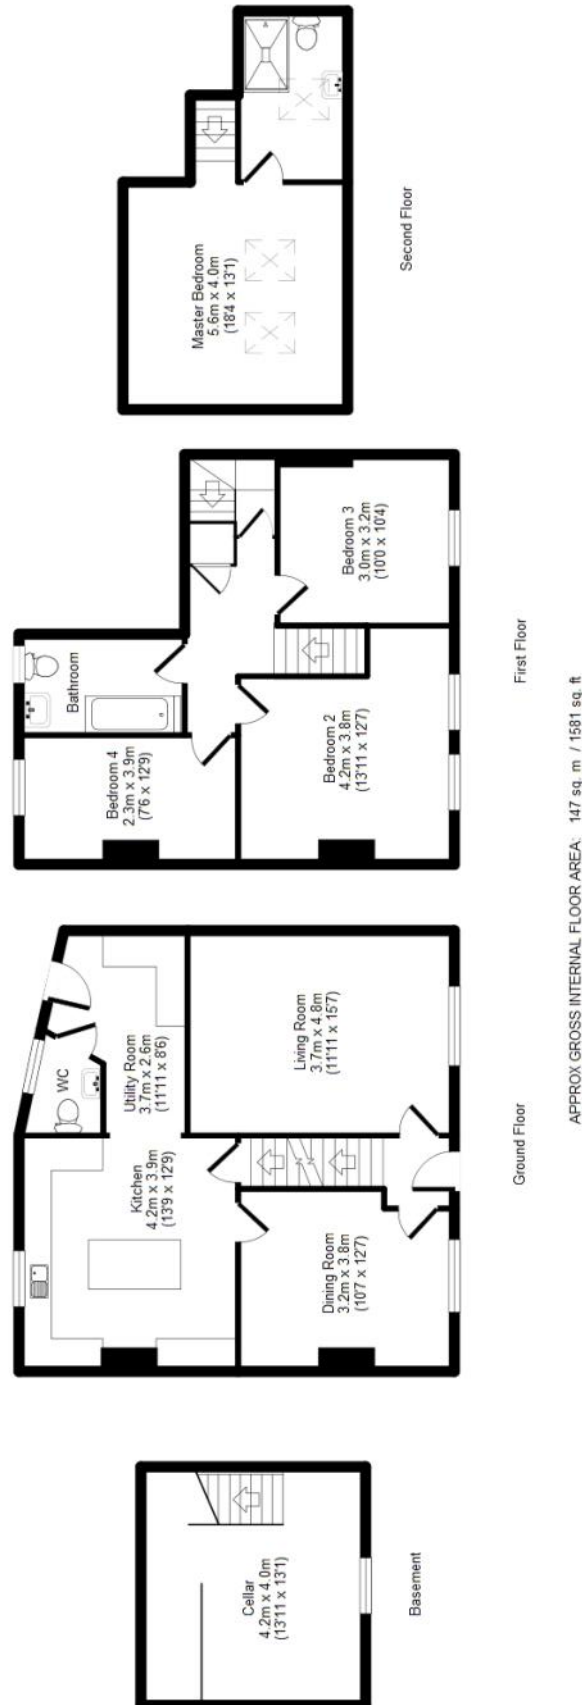 Cellar
4.2m x 4.0m
(13'11 x 13'1)
Basement
Kitchen
4.2m x 3.9m
(13'9 x 12'9)
WC
Utility Room
3.7m x 2.6m
(11'11 x 8'6)
Dining Room
3.2m x 3.8m
(10'7 x 12'7)
Living Room
3.7m x 4.8m
(11'11 x 15'7)
Ground Floor
Bedroom 4
2.3m x 3.9m
(7'6 x 12'9)
Bathroom
Bedroom 2
4.2m x 3.8m
(13'11 x 12'7)
Bedroom 3
3.0m x 3.2m
(10'0 x 10'4)
First Floor
Master Bedroom
5.6m x 4.0m
(18'4 x 13'1)
Second Floor
APPROX GROSS INTERNAL FLOOR AREA: 147 sq. m / 1581 sq. ft